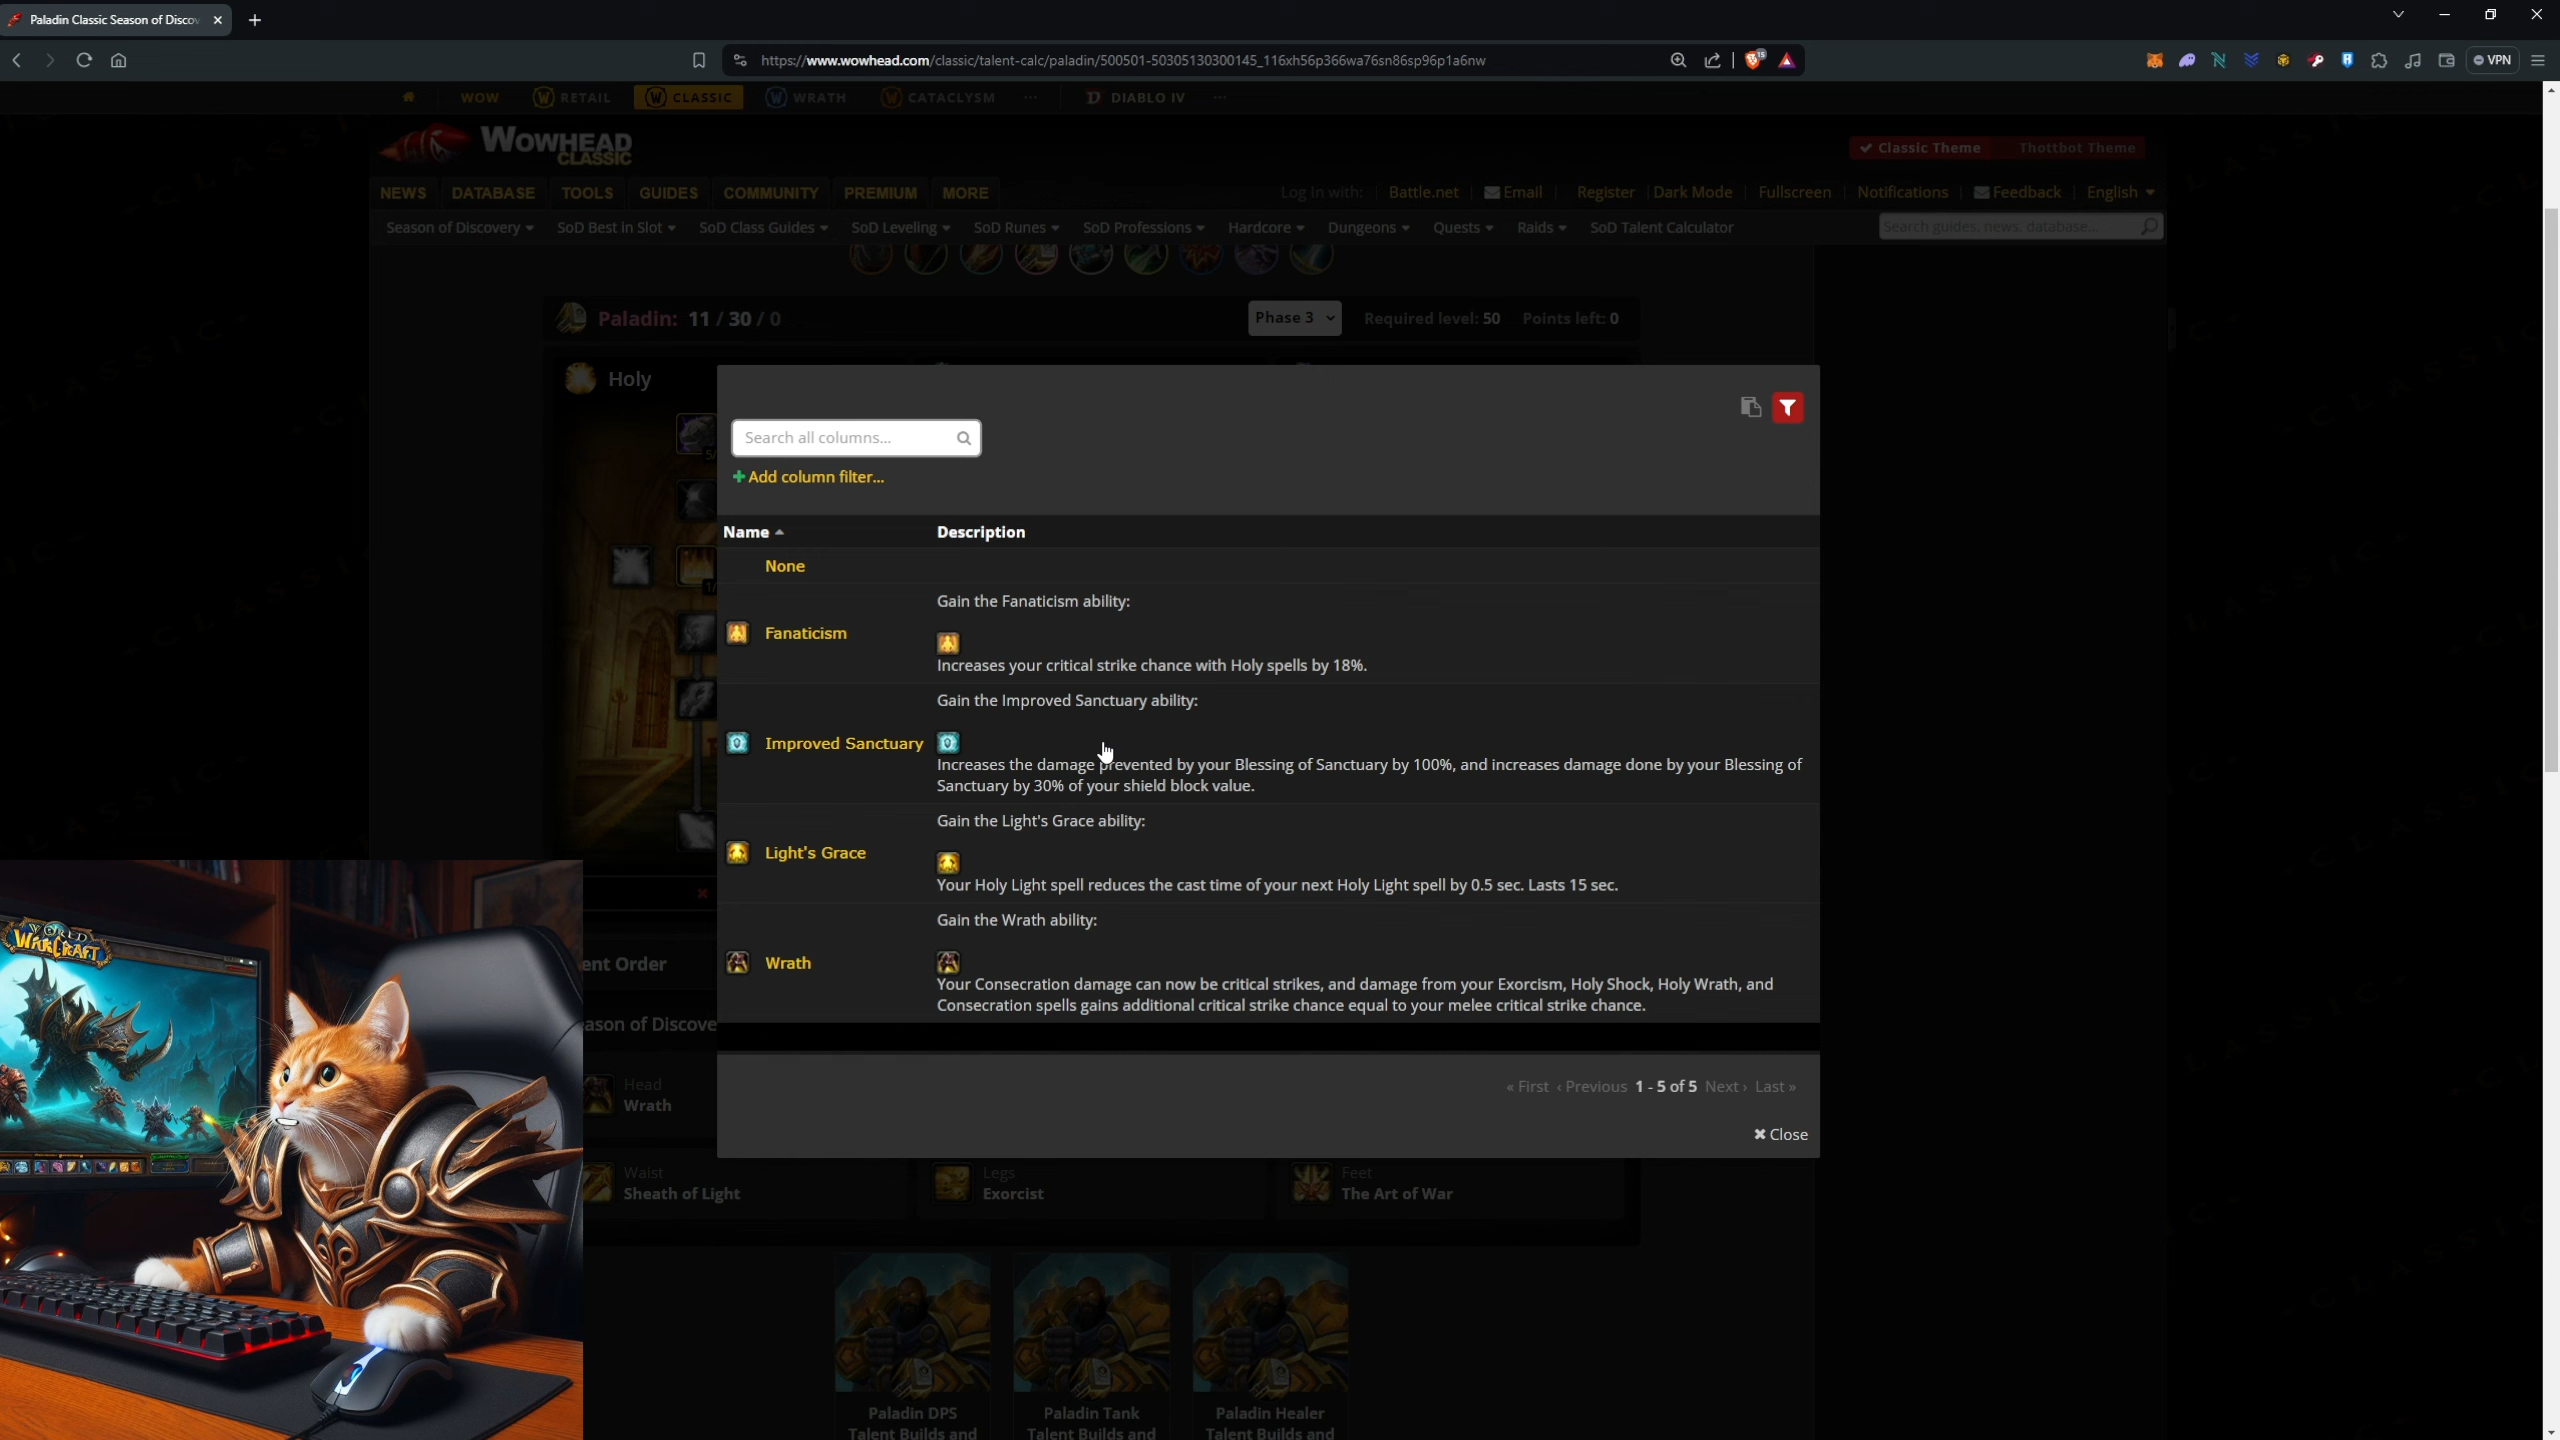 Paladin Classic Season of Discov
https://www.wowhead.com/classic/talent-calc/paladin/500501-50305130300145_116xh56p366wa76sn86sp96p1a6nw
15
VPN
WOW
RETAIL
CLASSIC
WRATH
CATACLYSM
DIABLO IV
WOWHEAD
CLASSIC
Classic Theme
Thottbot Theme
NEWS
DATABASE
TOOLS
GUIDES
COMMUNITY
PREMIUM
MORE
Log in with:
Battle.net
Email
Register
Dark Mode
Fullscreen
Notifications
Feedback
English
Season of Discovery
SoD Best in Slot
SoD Class Guides
SoD Leveling
SoD Runes
SoD Professions
Hardcore
Dungeons
Quests
Raids
SoD Talent Calculator
Search guides, news, database...
Paladin: 11 / 30 / 0
Phase 3
Required level: 50
Points left: 0
Holy
Search all columns...
Add column filter...
Name
Description
None
Fanaticism
Gain the Fanaticism ability:
Increases your critical strike chance with Holy spells by 18%.
Improved Sanctuary
Gain the Improved Sanctuary ability:
Increases the damage prevented by your Blessing of Sanctuary by 100%, and increases damage done by your Blessing of
Sanctuary by 30% of your shield block value.
Light's Grace
Gain the Light's Grace ability:
Your Holy Light spell reduces the cast time of your next Holy Light spell by 0.5 sec. Lasts 15 sec.
Wrath
Gain the Wrath ability:
Your Consecration damage can now be critical strikes, and damage from your Exorcism, Holy Shock, Holy Wrath, and
Consecration spells gains additional critical strike chance equal to your melee critical strike chance.
« First ‹ Previous 1 - 5 of 5 Next › Last »
Close
ent Order
ason of Discove
Head
Wrath
Waist
Sheath of Light
Legs
Exorcist
Feet
The Art of War
Paladin DPS
Talent Builds and
Paladin Tank
Talent Builds and
Paladin Healer
Talent Builds and
WORLD
WARCRAFT